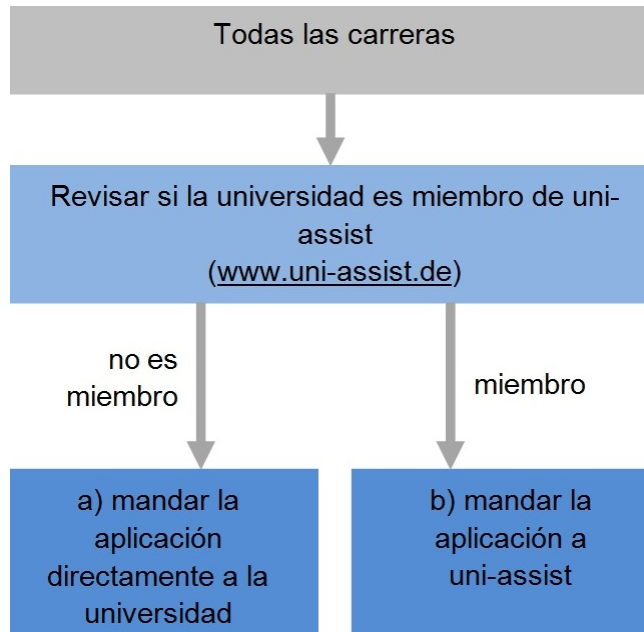 Todas las carreras
Revisar si la universidad es miembro de uni-
assist
(www.uni-assist.de)
no es
miembro
miembro
a) mandar la
aplicación
directamente a la
universidad
b) mandar la
aplicación a
uni-assist